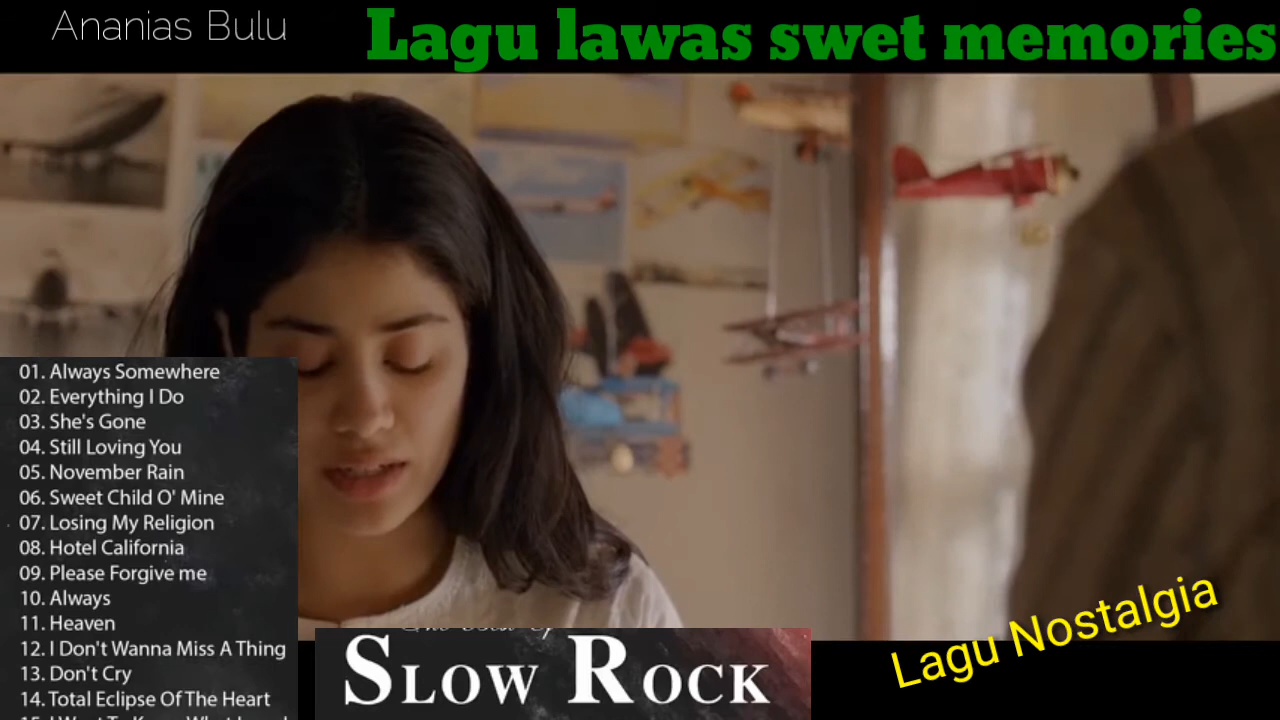 Ananias Bulu
Lagu lawas swet memories
01. Always Somewhere
02. Everything I Do
03. She's Gone
04. Still Loving You
05. November Rain
06. Sweet Child O' Mine
07. Losing My Religion
08. Hotel California
09. Please Forgive me
10. Always
11. Heaven
12. I Don't Wanna Miss A Thing
13. Don't Cry
14. Total Eclipse Of The Heart
SLOW ROCK
Lagu Nostalgia